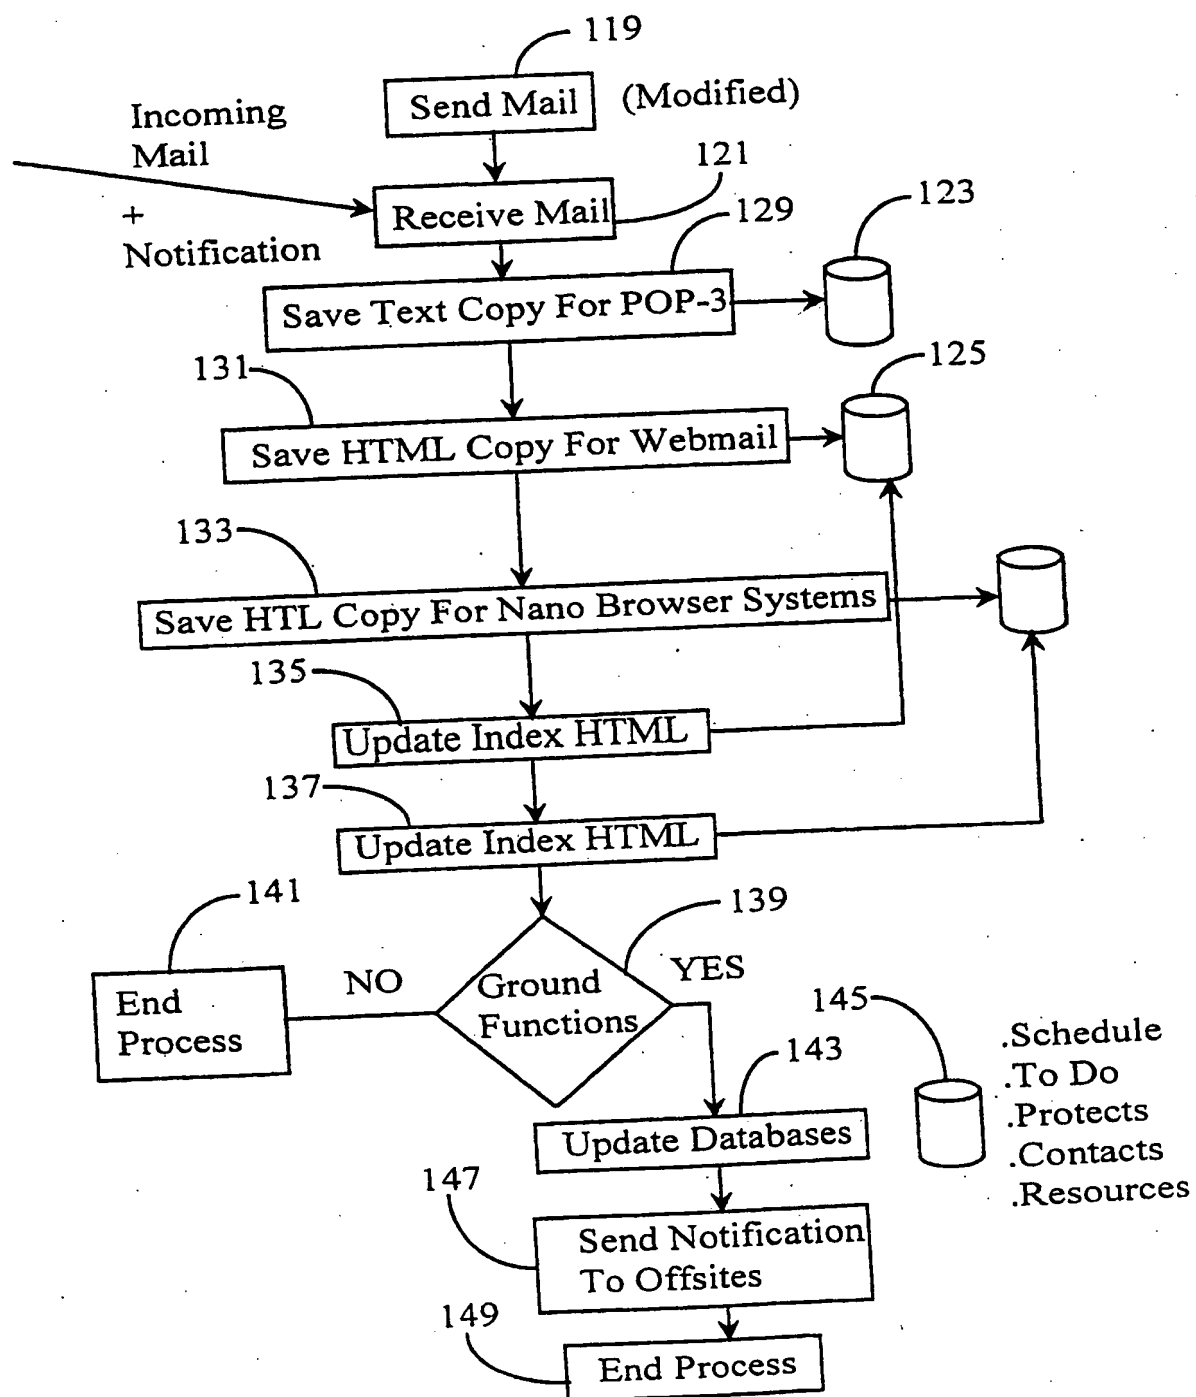 119
Send Mail (Modified)
Incoming
Mail
121
+
Notification
Receive Mail
129
123
Save Text Copy For POP-3
131
125
Save HTML Copy For Webmail
133
Save HTL Copy For Nano Browser Systems
135
Update Index HTML
137
Update Index HTML
141
139
NO
YES
End
Process
Ground
Functions
145
.Schedule
.To Do
.Protects
.Contacts
.Resources
143
Update Databases
147
Send Notification
To Offsites
149
End Process